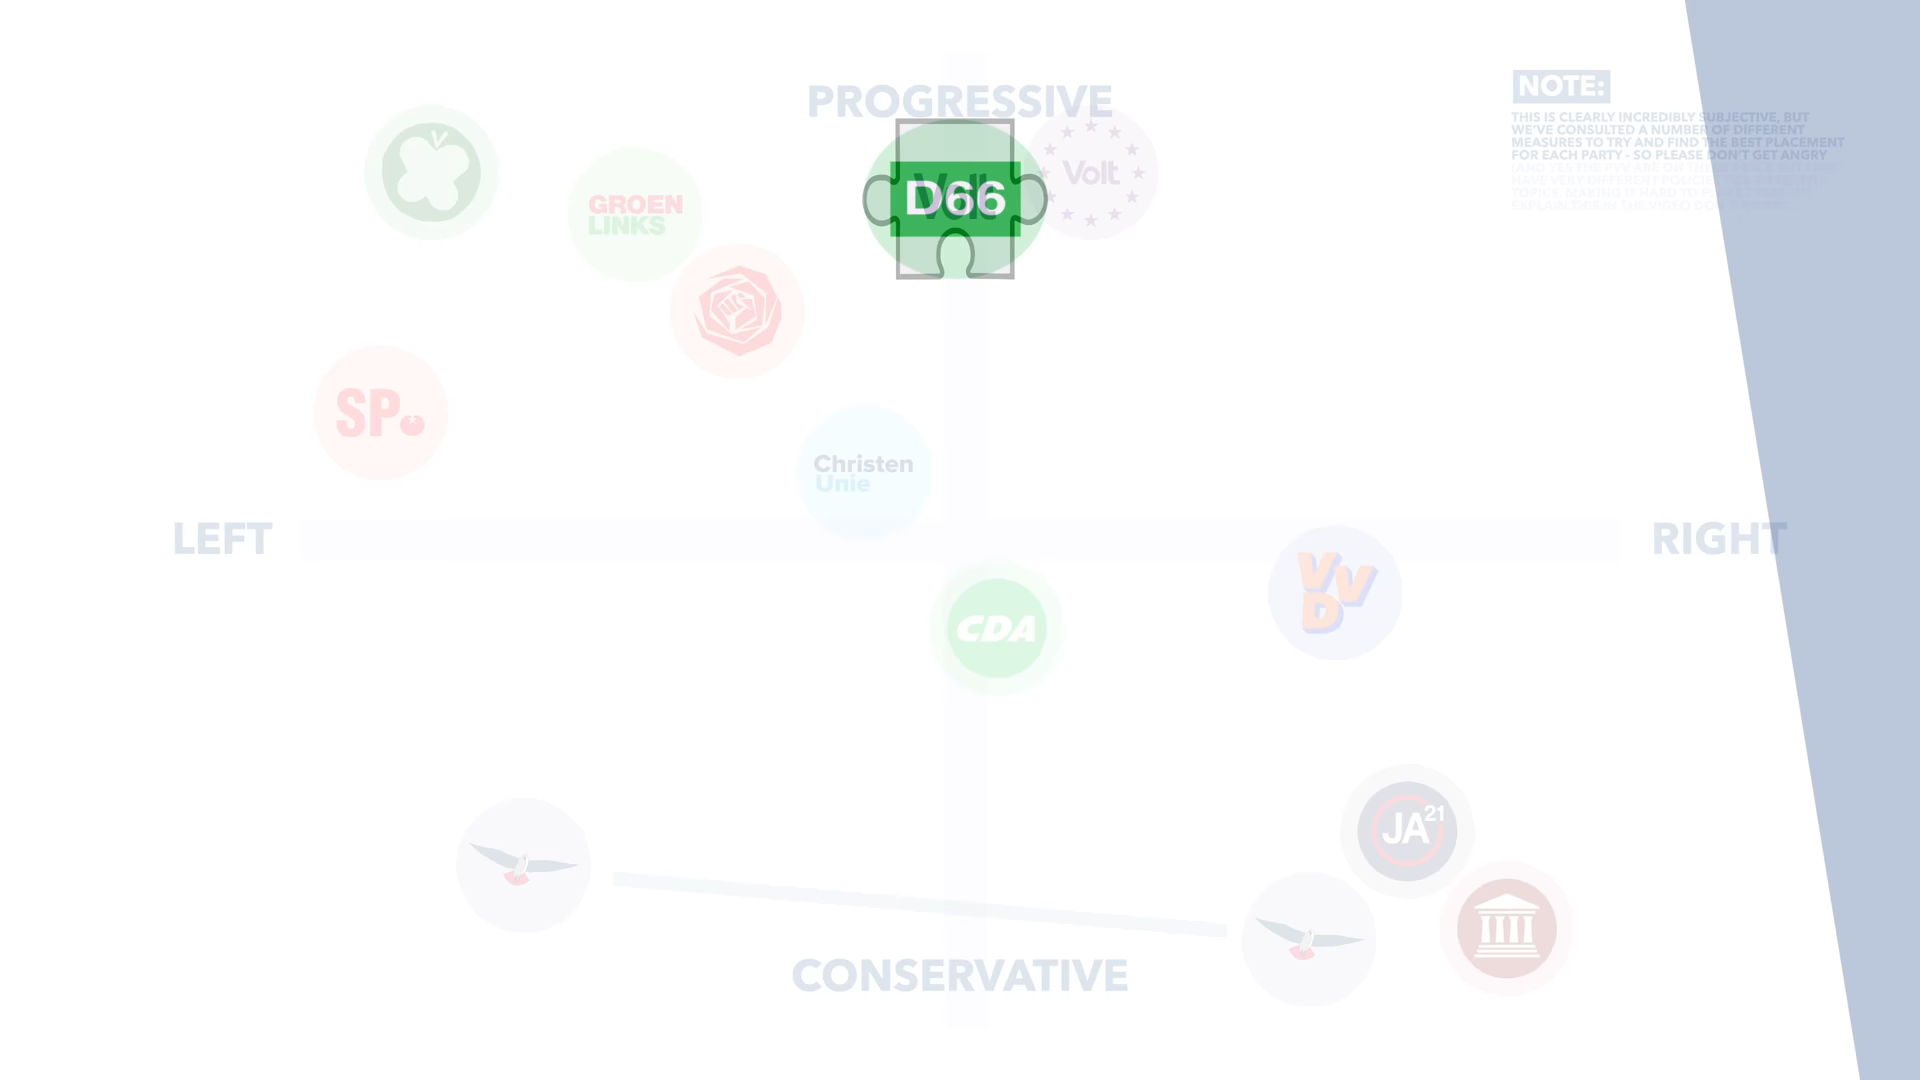 PROGRESSIVE
NOTE:
THIS IS CLEARLY INCREDIBLY SUBJECTIVE, BUT
WE'VE CONSULTED A NUMBER OF DIFFERENT
MEASURES TO TRY AND FIND THE BEST PLACEMENT
FOR EACH PARTY - SO PLEASE DON'T GET ANGRY
D66
Volt
GROEN
LINKS
SP
Christen
Unie
LEFT
RIGHT
VVD
CDA
JA21
CONSERVATIVE